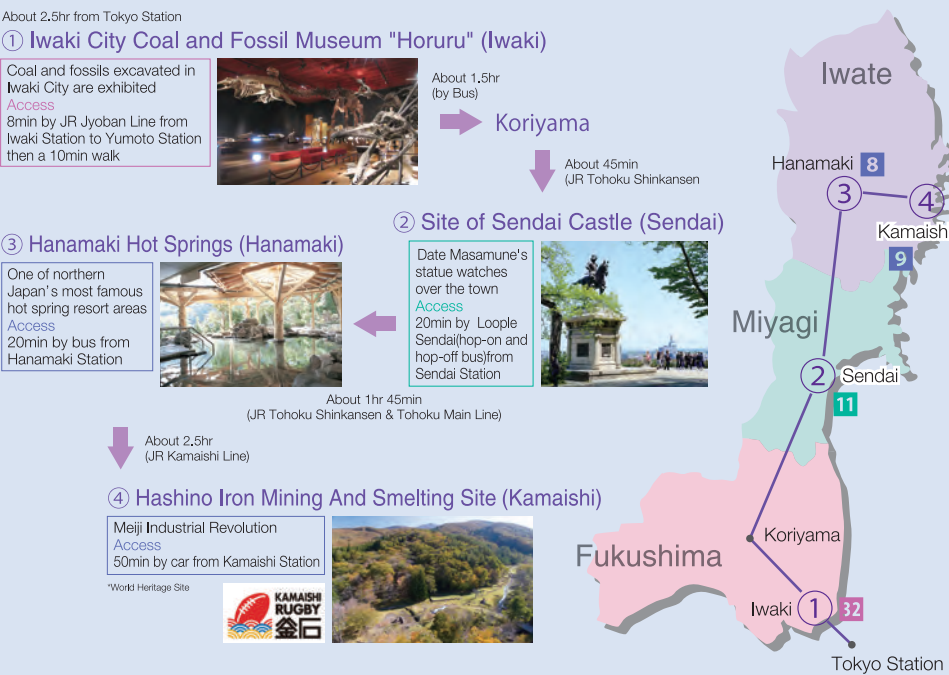 About 2.5hr from Tokyo Station
① Iwaki City Coal and Fossil Museum "Horuru" (Iwaki)
Coal and fossils excavated in
Iwaki City are exhibited
Access
8min by JR Jyoban Line from
Iwaki Station to Yumoto Station
then a 10min walk
About 1.5hr
(by Bus)
Koriyama
About 45min
(JR Tohoku Shinkansen
② Site of Sendai Castle (Sendai)
Date Masamune's
statue watches
over the town
Access
20min by Loople
Sendai(hop-on and
hop-off bus)from
Sendai Station
③ Hanamaki Hot Springs (Hanamaki)
One of northern
Japan's most famous
hot spring resort areas
Access
20min by bus from
Hanamaki Station
About 1hr 45min
(JR Tohoku Shinkansen & Tohoku Main Line)
About 2.5hr
(JR Kamaishi Line)
④ Hashino Iron Mining And Smelting Site (Kamaishi)
Meiji Industrial Revolution
Access
50min by car from Kamaishi Station
*World Heritage Site
KAMAISHI
RUGBY
釜石
Iwate
Hanamaki 8
③
④
Kamaish
9
Miyagi
② Sendai
11
Koriyama
Fukushima
Iwaki ① 32
Tokyo Station